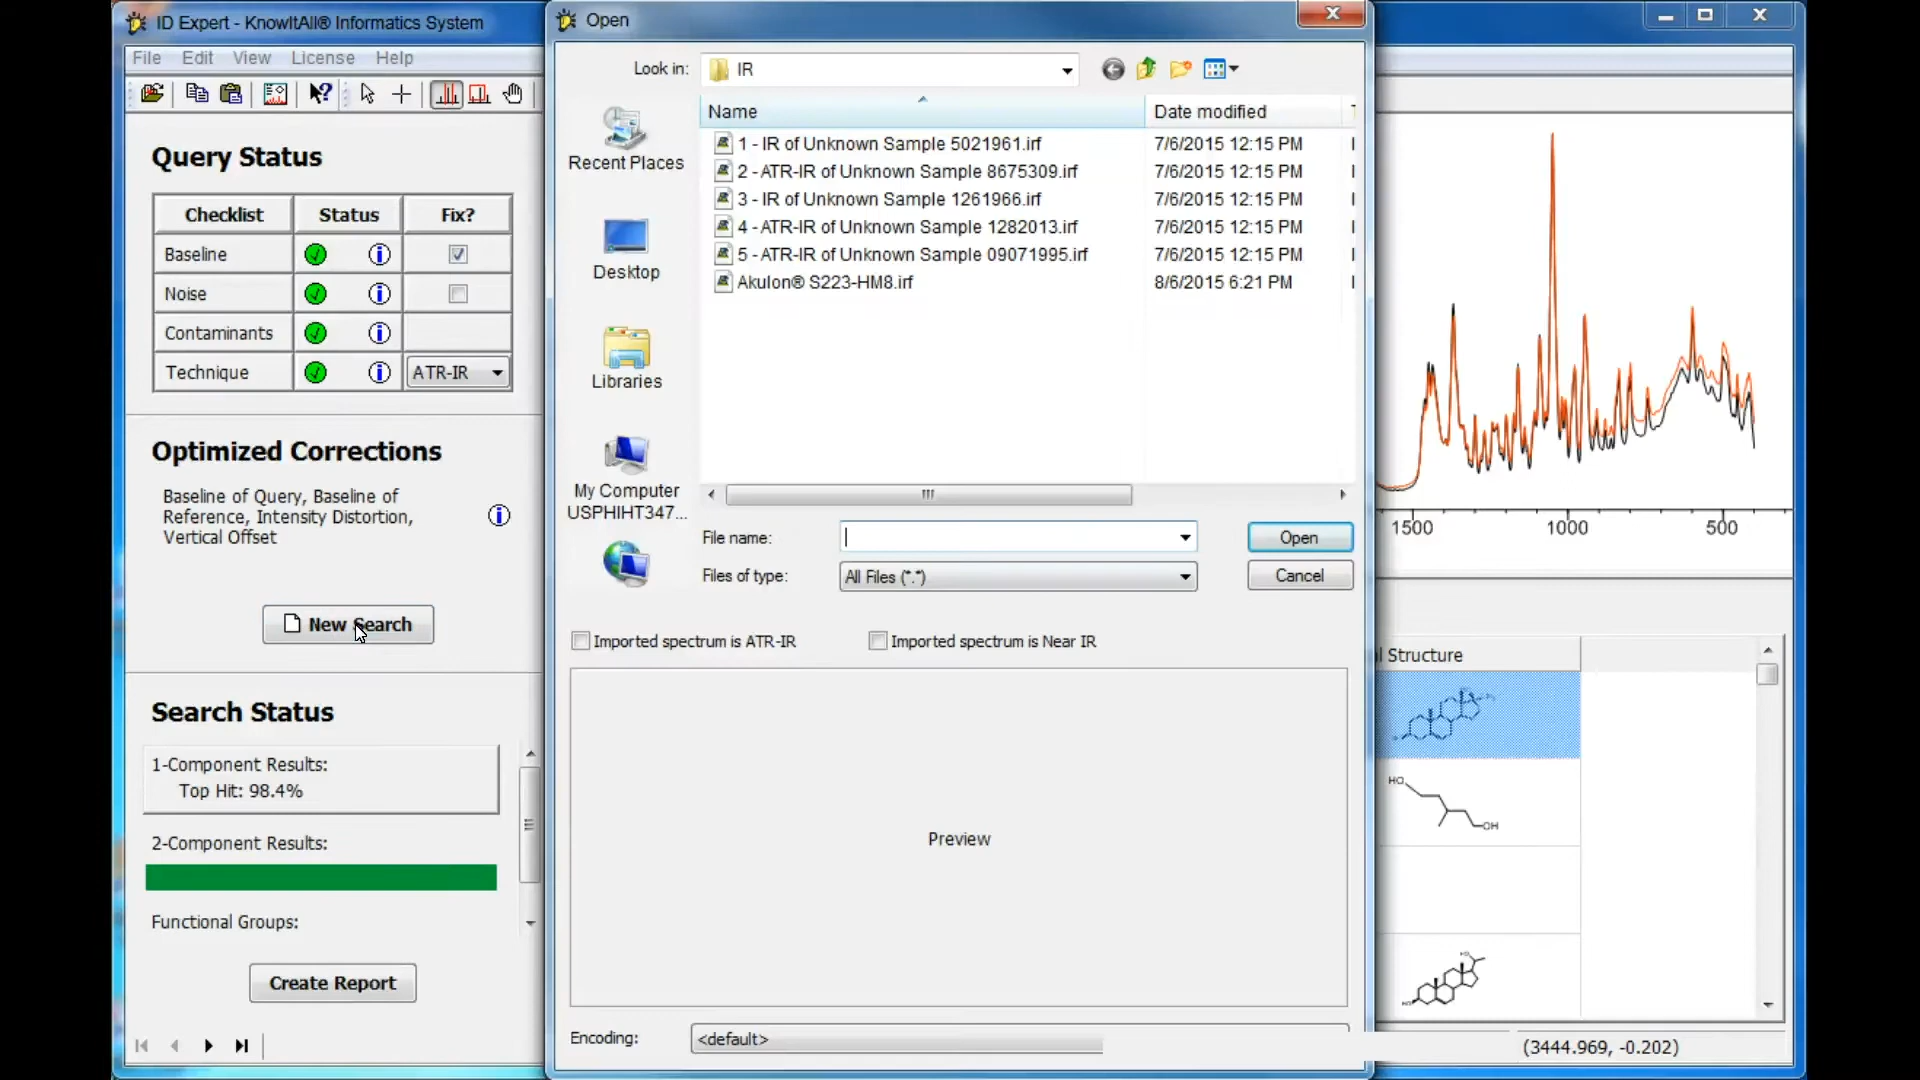 ID Expert - KnowItAll® Informatics System
File Edit View License Help
Query Status
Checklist Status Fix?
Baseline
Noise
Contaminants
Technique ATR-IR
Optimized Corrections
Baseline of Query, Baseline of
Reference, Intensity Distortion,
Vertical Offset
New Search
Search Status
1-Component Results:
Top Hit: 98.4%
2-Component Results:
Functional Groups:
Create Report
Open
Look in: IR
Recent Places
Desktop
Libraries
My Computer
USPHIHT347...
Name Date modified
1 - IR of Unknown Sample 5021961.irf 7/6/2015 12:15 PM
2 - ATR-IR of Unknown Sample 8675309.irf 7/6/2015 12:15 PM
3 - IR of Unknown Sample 1261966.irf 7/6/2015 12:15 PM
4 - ATR-IR of Unknown Sample 1282013.irf 7/6/2015 12:15 PM
5 - ATR-IR of Unknown Sample 09071995.irf 7/6/2015 12:15 PM
Akulon® S223-HM8.irf 8/6/2015 6:21 PM
File name: Open
Files of type: All Files (*.*) Cancel
Imported spectrum is ATR-IR Imported spectrum is Near IR
Preview
Encoding: <default>
1500 1000 500
Structure
HO
OH
(3444.969, -0.202)